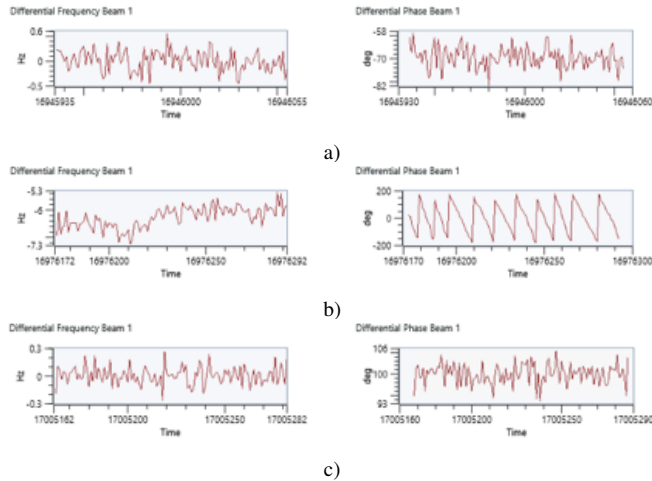 Differential Frequency Beam 1
Differential Phase Beam 1
0.6
0
-0.5
Hz
16945935
16946000
16946055
Time
-58
-70
-82
deg
16945930
16946000
16946060
Time
a)
Differential Frequency Beam 1
Differential Phase Beam 1
-5.3
-6
-7.3
Hz
16976172
16976200
16976250
16976292
Time
200
0
-200
deg
16976170
16976200
16976250
16976300
Time
b)
Differential Frequency Beam 1
Differential Phase Beam 1
0.3
0
-0.3
Hz
17005162
17005200
17005250
17005282
Time
106
100
93
deg
17005160
17005200
17005250
17005290
Time
c)